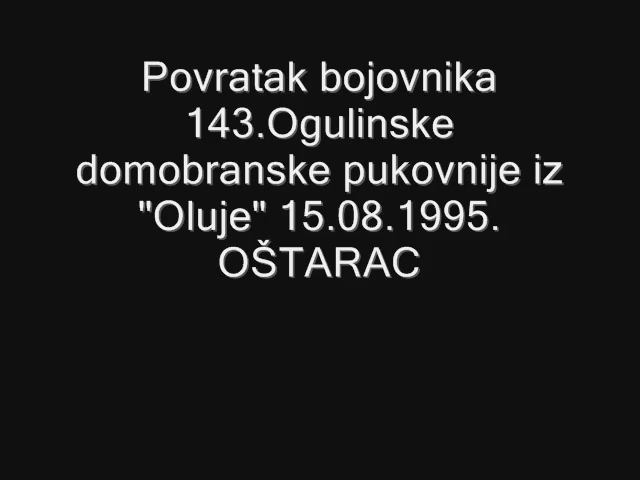 Povratak bojovnika
143.Ogulinske
domobranske pukovnije iz
"Oluje" 15.08.1995.
OŠTARAC